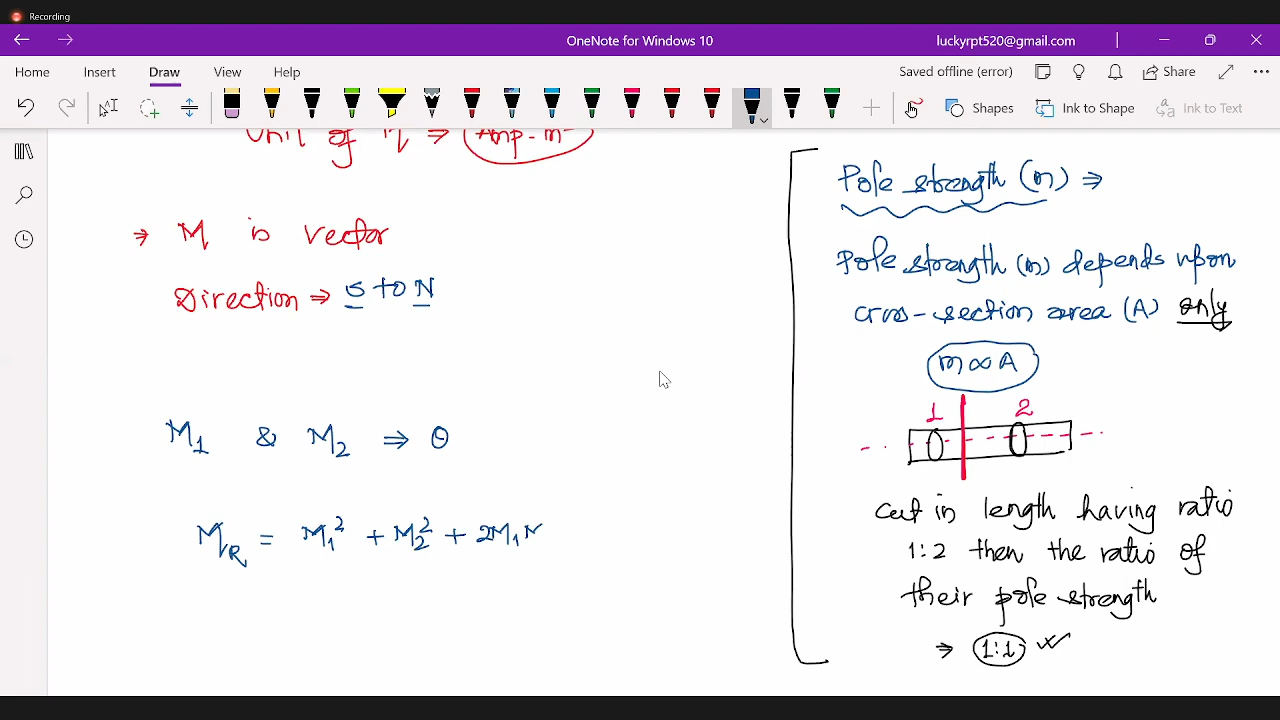 Recording
OneNote for Windows 10
luckyrpt520@gmail.com
Home Insert Draw View Help
Saved offline (error)
Share
Shapes
Ink to Shape
Ink to Text
Unit of M ⇒ Amp-m²
⇒ M is vector
Direction ⇒ S to N
M₁ & M₂ ⇒ θ
M_R = M₁² + M₂² + 2M₁M
Pole strength (m) ⇒
Pole strength (m) depends upon
cross-section area (A) only
m ∝ A
1 2
Cut in length having ratio
1:2 then the ratio of
their pole strength
⇒ 1:1